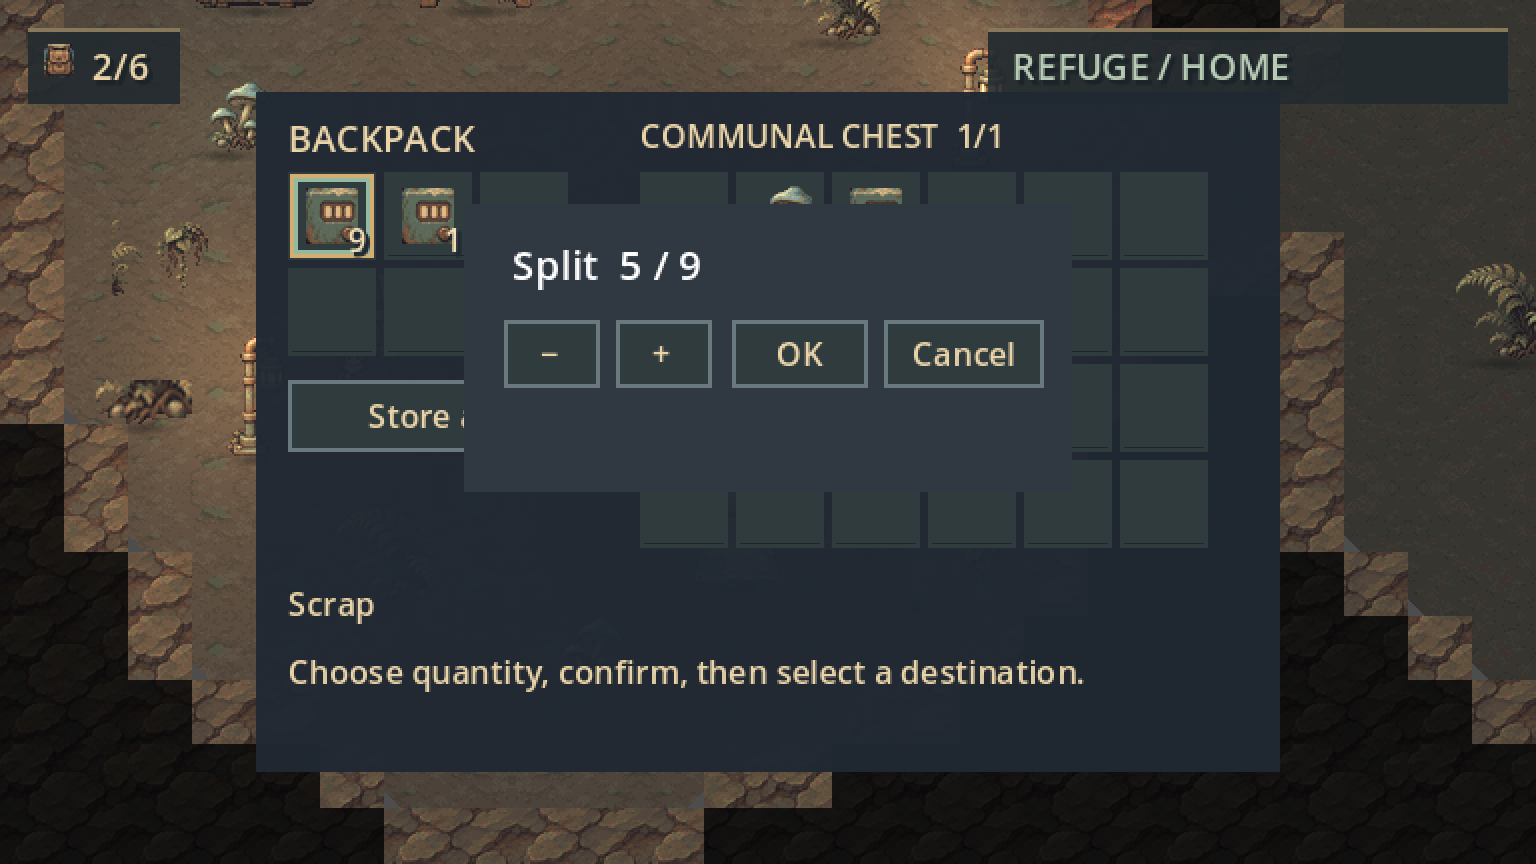 2/6
REFUGE / HOME
BACKPACK
COMMUNAL CHEST 1/1
9
1
Split 5 / 9
−
+
OK
Cancel
Store
Scrap
Choose quantity, confirm, then select a destination.